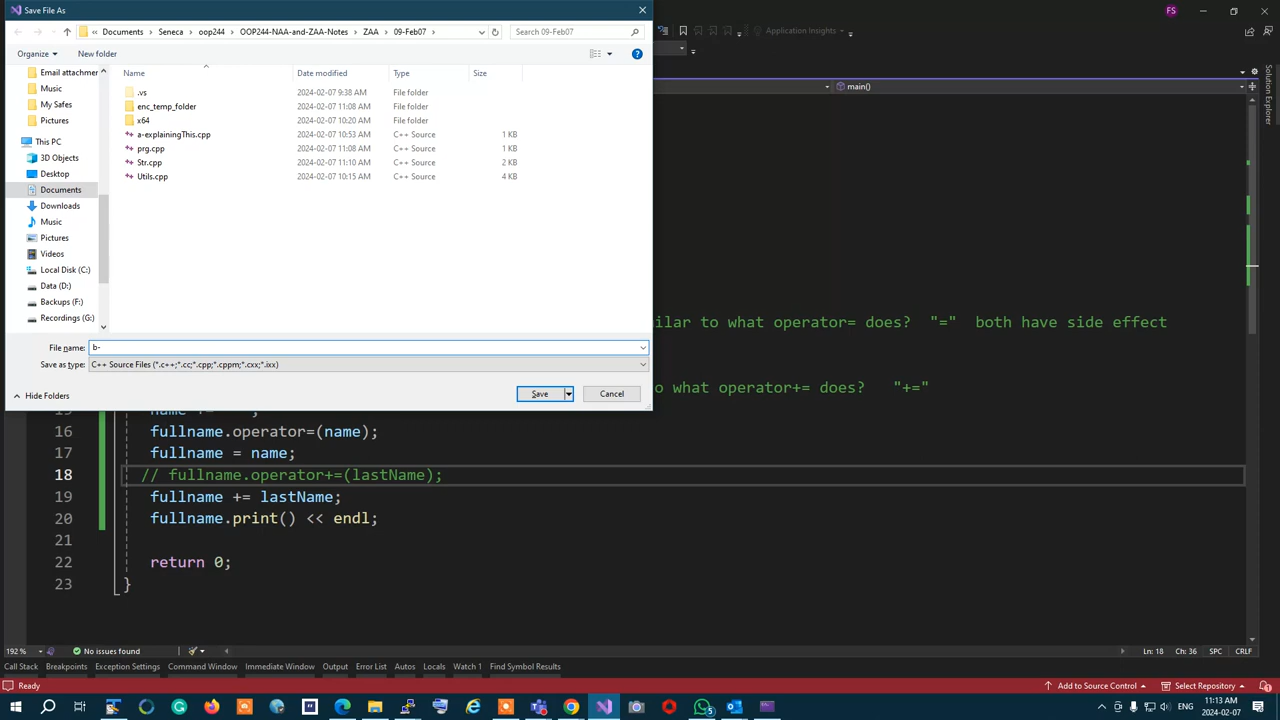 Save File As
FS
« Documents > Seneca > oop244 > OOP244-NAA-and-ZAA-Notes > ZAA > 09-Feb07 >
Search 09-Feb07
Application Insights
Organize
New folder
main()
Solution Explorer
Name
Date modified
Type
Size
Email attachmer
Music
My Safes
Pictures
This PC
3D Objects
Desktop
Documents
Downloads
Music
Pictures
Videos
Local Disk (C:)
Data (D:)
Backups (F:)
Recordings (G:)
.vs 2024-02-07 9:38 AM File folder
enc_temp_folder 2024-02-07 11:08 AM File folder
x64 2024-02-07 10:20 AM File folder
a-explainingThis.cpp 2024-02-07 10:53 AM C++ Source 1 KB
prg.cpp 2024-02-07 11:08 AM C++ Source 1 KB
Str.cpp 2024-02-07 11:10 AM C++ Source 2 KB
Utils.cpp 2024-02-07 10:15 AM C++ Source 4 KB
File name: b-
Save as type: C++ Source Files (*.c++;*.cc;*.cpp;*.cppm;*.cxx;*.ixx)
Hide Folders
Save
Cancel
ilar to what operator= does? "=" both have side effect
o what operator+= does? "+="
16 fullname.operator=(name);
17 fullname = name;
18 // fullname.operator+=(lastName);
19 fullname += lastName;
20 fullname.print() << endl;
21
22 return 0;
23 }
192 %
No issues found
Ln: 18 Ch: 36 SPC CRLF
Call Stack Breakpoints Exception Settings Command Window Immediate Window Output Error List Autos Locals Watch 1 Find Symbol Results
Ready
Add to Source Control
Select Repository
ENG
11:13 AM
2024-02-07